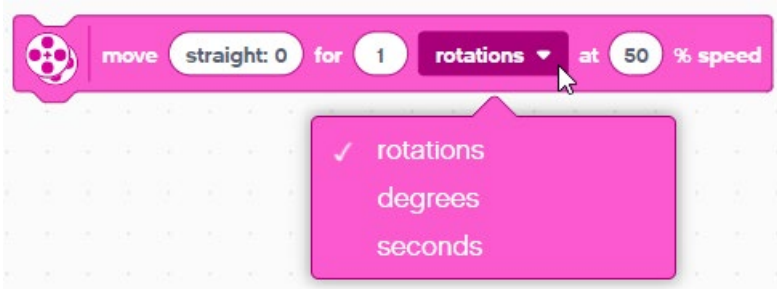 move straight: 0 for 1 rotations at 50 % speed
rotations
degrees
seconds